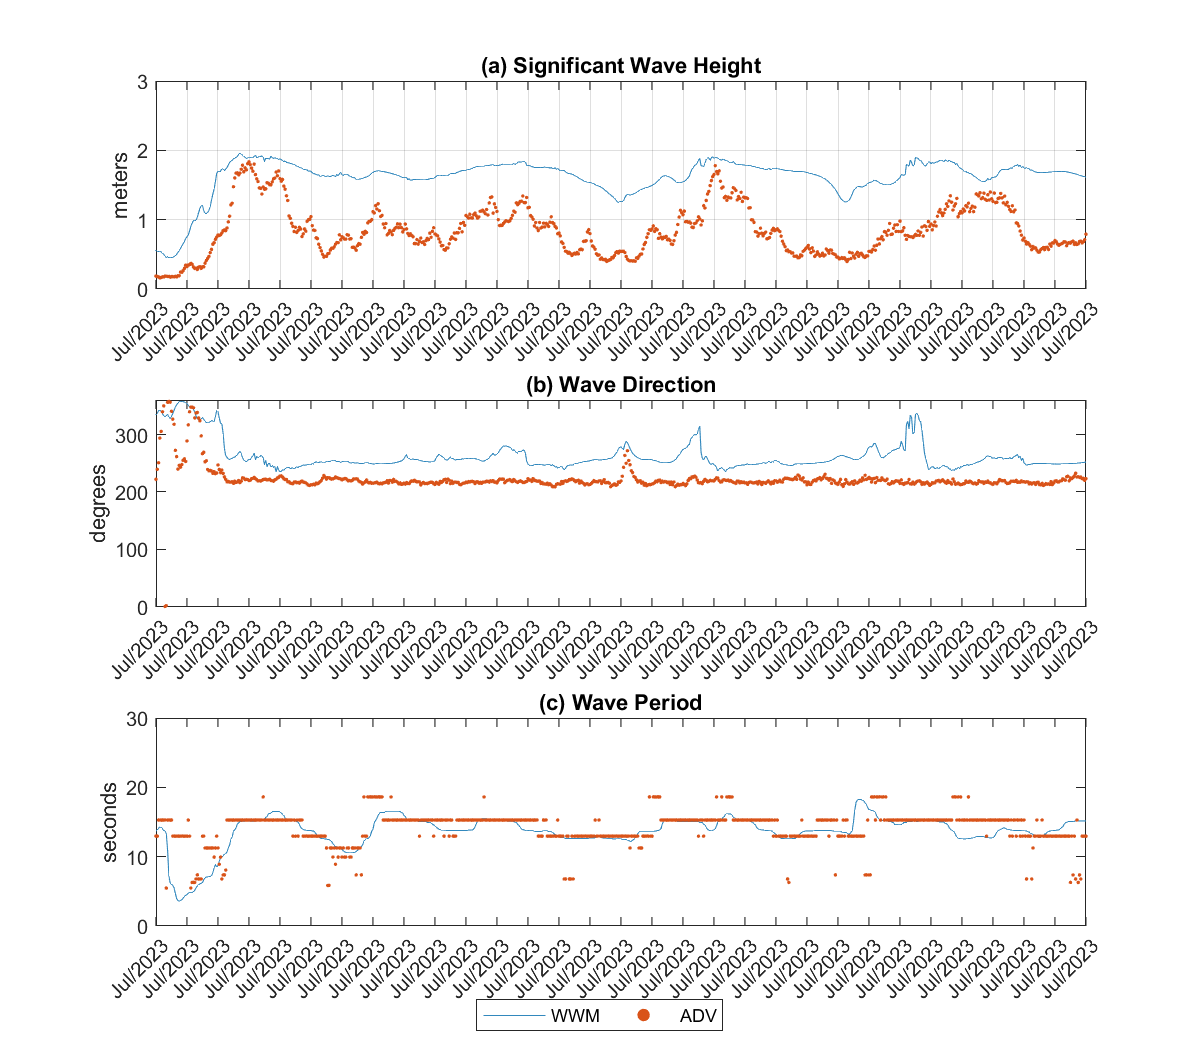 (a) Significant Wave Height
3
2
1
0
meters
Jul/2023 Jul/2023 Jul/2023 Jul/2023 Jul/2023 Jul/2023 Jul/2023 Jul/2023 Jul/2023 Jul/2023 Jul/2023 Jul/2023 Jul/2023 Jul/2023 Jul/2023 Jul/2023 Jul/2023 Jul/2023 Jul/2023 Jul/2023 Jul/2023 Jul/2023 Jul/2023 Jul/2023 Jul/2023 Jul/2023 Jul/2023 Jul/2023 Jul/2023 Jul/2023 Jul/2023
(b) Wave Direction
300
200
100
0
degrees
Jul/2023 Jul/2023 Jul/2023 Jul/2023 Jul/2023 Jul/2023 Jul/2023 Jul/2023 Jul/2023 Jul/2023 Jul/2023 Jul/2023 Jul/2023 Jul/2023 Jul/2023 Jul/2023 Jul/2023 Jul/2023 Jul/2023 Jul/2023 Jul/2023 Jul/2023 Jul/2023 Jul/2023 Jul/2023 Jul/2023 Jul/2023 Jul/2023 Jul/2023 Jul/2023 Jul/2023
(c) Wave Period
30
20
10
0
seconds
Jul/2023 Jul/2023 Jul/2023 Jul/2023 Jul/2023 Jul/2023 Jul/2023 Jul/2023 Jul/2023 Jul/2023 Jul/2023 Jul/2023 Jul/2023 Jul/2023 Jul/2023 Jul/2023 Jul/2023 Jul/2023 Jul/2023 Jul/2023 Jul/2023 Jul/2023 Jul/2023 Jul/2023 Jul/2023 Jul/2023 Jul/2023 Jul/2023 Jul/2023 Jul/2023 Jul/2023
WWM ADV